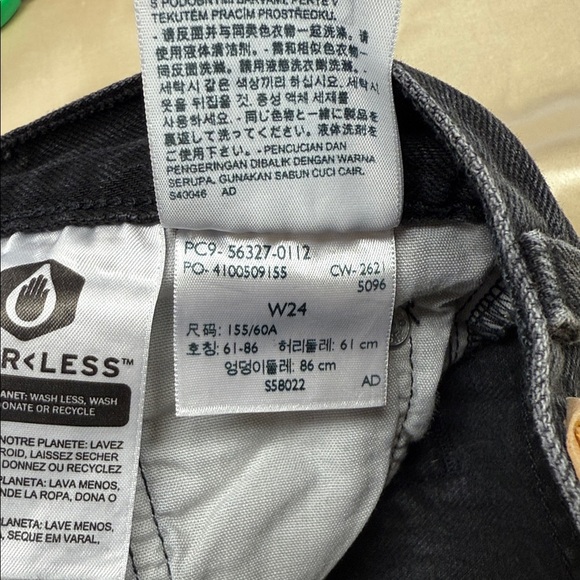 S PODOBNÝMI BARVAMI. PERTE V
TEKUTÉM PRACÍM PROSTŘEDKU.
-请反面并与同类色衣物一起洗涤。请
使用液体清洁剂。-需和相似色衣物一
同反面洗滌。請用液態洗衣劑洗滌。-
세탁시 같은 색상끼리 하십시오. 세탁시
옷을 뒤집을 것. 중성 액체 세제를
사용할 것. -同じ色物と一緒に製品を
裏返して洗ってください。液体洗剤をご
使用下さい。-PENCUCIAN DAN
PENGERINGAN DIBALIK DENGAN WARNA
SERUPA. GUNAKAN SABUN CUCI CAIR.
S40046 AD
PC9- 56327-0112
PO- 4100509155 CW- 2621
5096
W24
尺码: 155/60A
호칭: 61-86 허리둘레: 61 cm
엉덩이둘레: 86 cm
S58022 AD
R<LESS™
ANET: WASH LESS, WASH
ONATE OR RECYCLE
NOTRE PLANETE: LAVEZ
ROID, LAISSEZ SECHER
DONNEZ OU RECYCLEZ
PLANETA: LAVA MENOS,
NDE LA ROPA, DONA O
PLANETA: LAVE MENOS,
A, SEQUE EM VARAL.